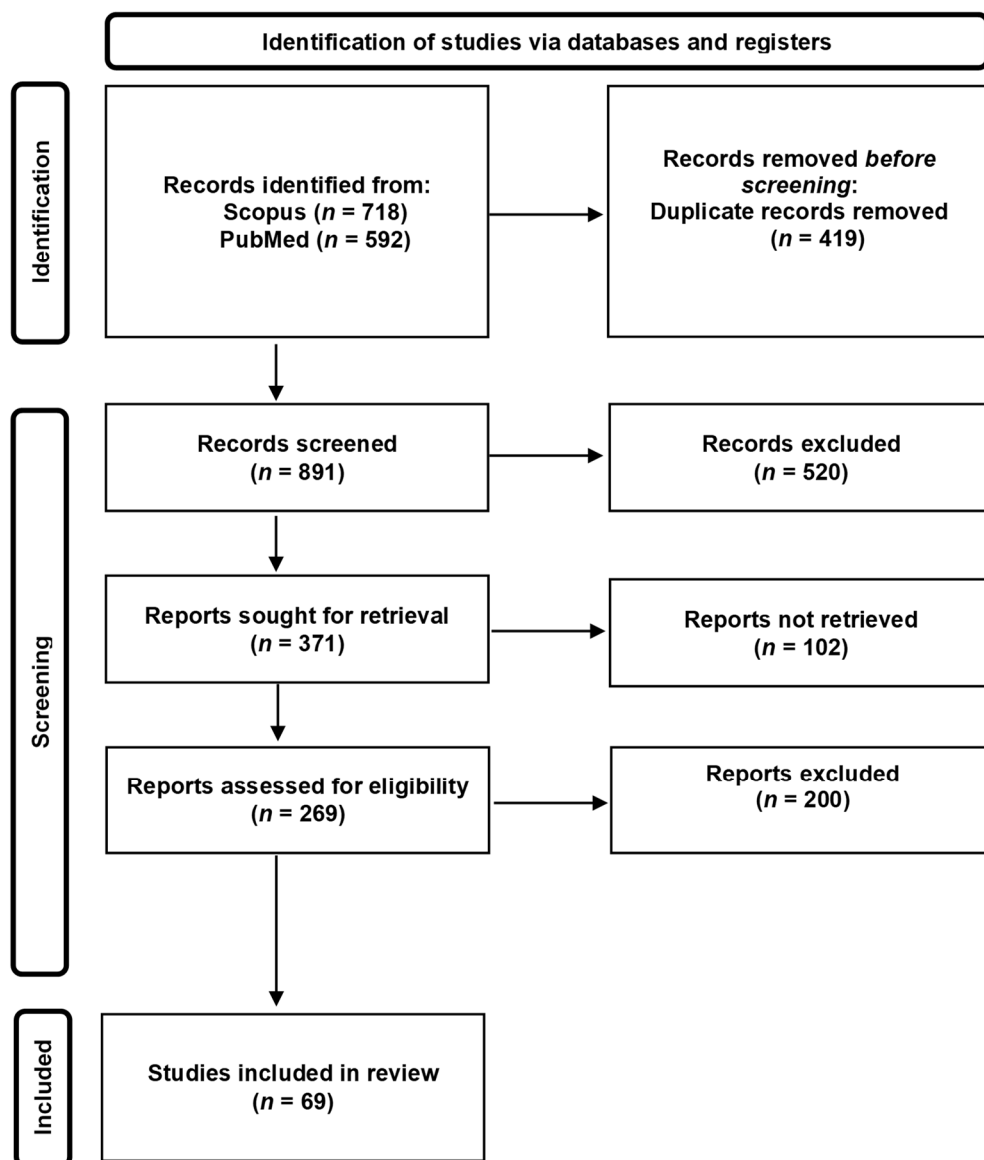 Identification of studies via databases and registers
Identification
Records identified from:
Scopus (n = 718)
PubMed (n = 592)
Records removed before
screening:
Duplicate records removed
(n = 419)
Screening
Records screened
(n = 891)
Records excluded
(n = 520)
Reports sought for retrieval
(n = 371)
Reports not retrieved
(n = 102)
Reports assessed for eligibility
(n = 269)
Reports excluded
(n = 200)
Included
Studies included in review
(n = 69)